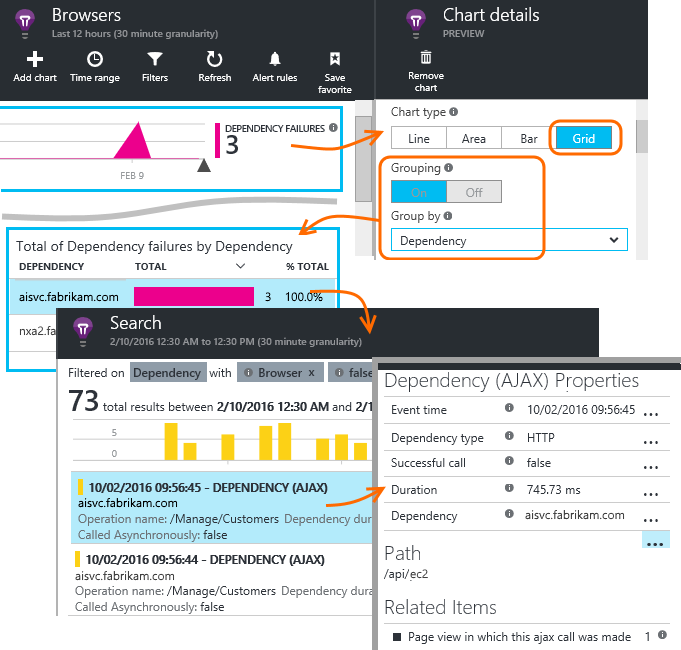 Browsers
Last 12 hours (30 minute granularity)
Add chart
Time range
Filters
Refresh
Alert rules
Save favorite
DEPENDENCY FAILURES
3
FEB 9
Chart details
PREVIEW
Remove chart
Chart type
Line Area Bar Grid
Grouping
On Off
Group by
Dependency
Total of Dependency failures by Dependency
DEPENDENCY TOTAL % TOTAL
aisvc.fabrikam.com 3 100.0%
nxa2.fa
Search
2/10/2016 12:30 AM to 12:30 PM (30 minute granularity)
Filtered on Dependency with Browser x false
73 total results between 2/10/2016 12:30 AM and 2/1
5
0
10/02/2016 09:56:45 - DEPENDENCY (AJAX)
aisvc.fabrikam.com
Operation name: /Manage/Customers Dependency dur
Called Asynchronously: false
10/02/2016 09:56:44 - DEPENDENCY (AJAX)
aisvc.fabrikam.com
Operation name: /Manage/Customers Dependency dura
Called Asynchronously: false
Dependency (AJAX) Properties
Event time 10/02/2016 09:56:45 ...
Dependency type HTTP ...
Successful call false ...
Duration 745.73 ms ...
Dependency aisvc.fabrikam.com ...
...
Path
/api/ec2
Related Items
Page view in which this ajax call was made 1